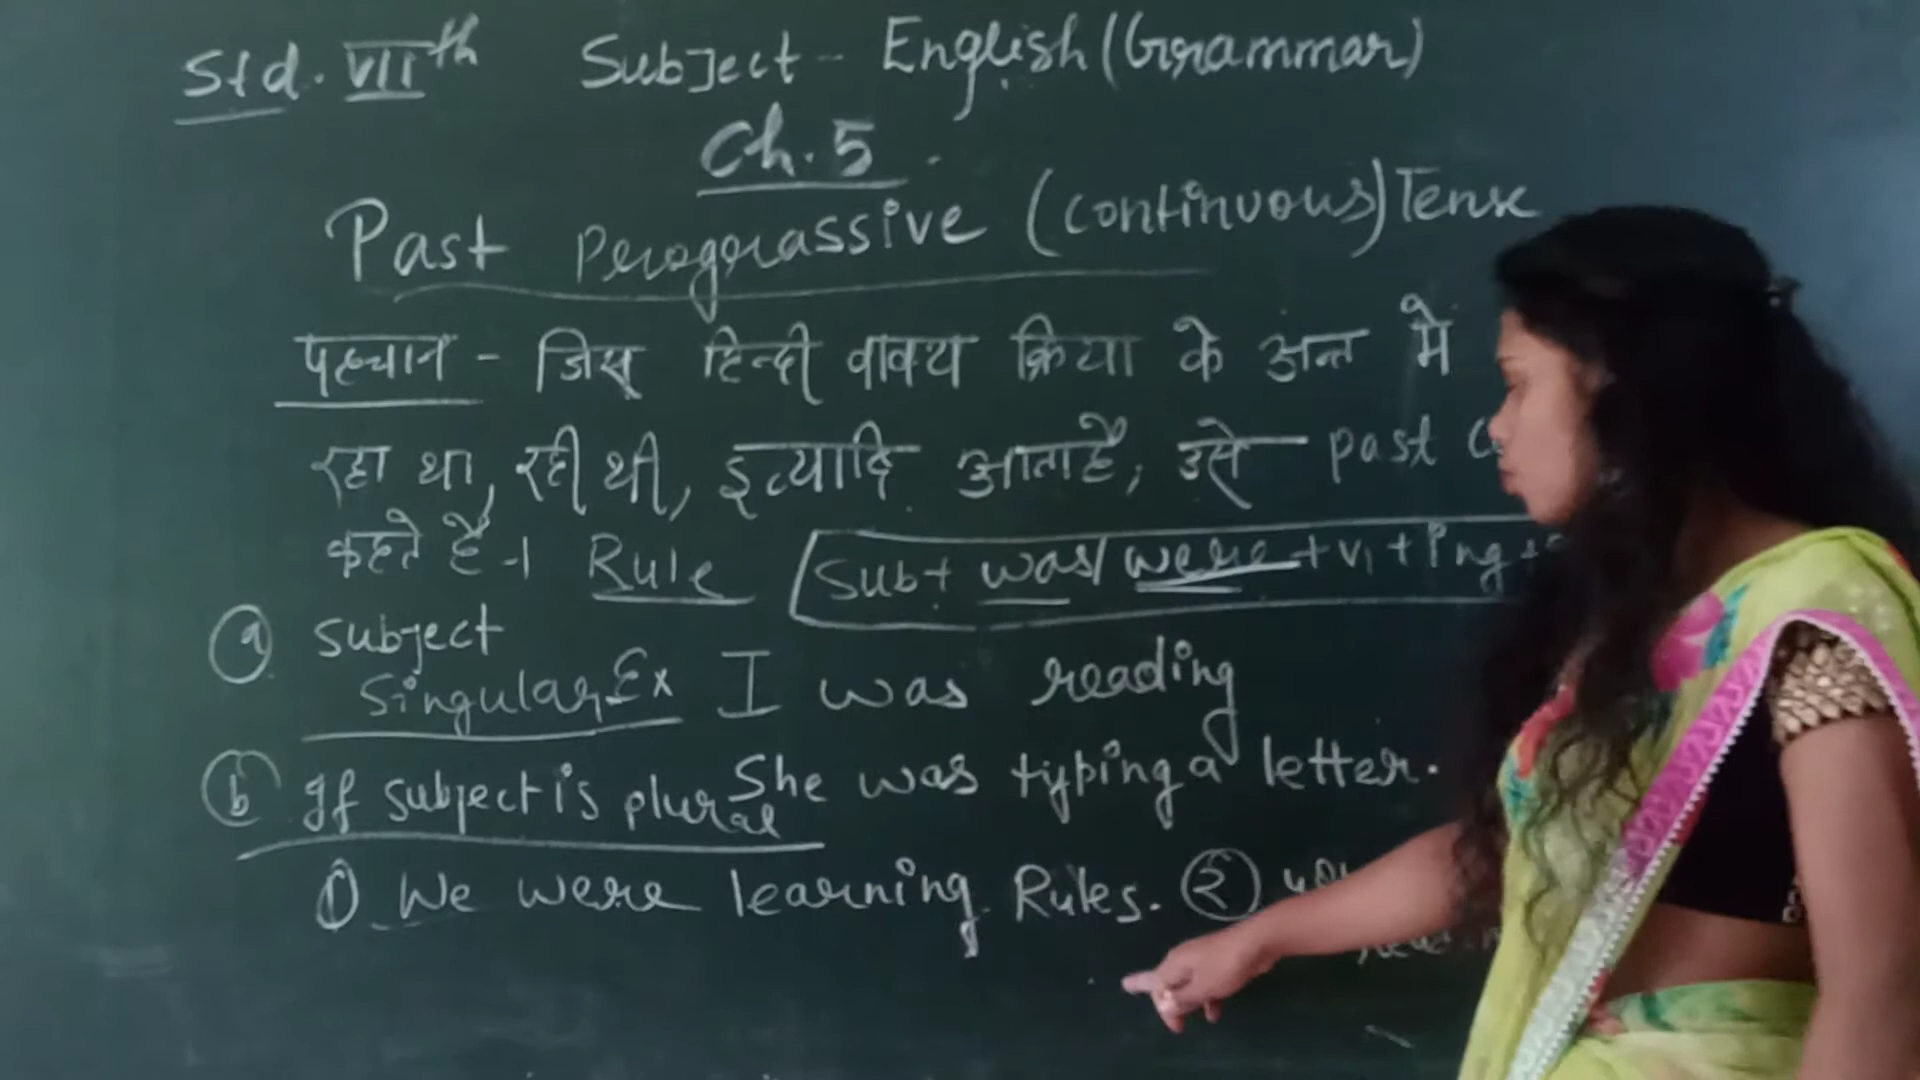 Std. VIIth Subject - English (Grammar)
Ch. 5
Past Perograssive (Continuous) Tense
पहचान - जिस हिन्दी वाक्य क्रिया के अन्त मे
रहा था, रही थी, इत्यादि आता है, उसे past
कहते है। Rule Sub + was/were + V1 + ing +
(a) Subject
Singular Ex I was reading
(b) If subject is plural She was typing a letter.
(1) We were learning Rules. (2) you